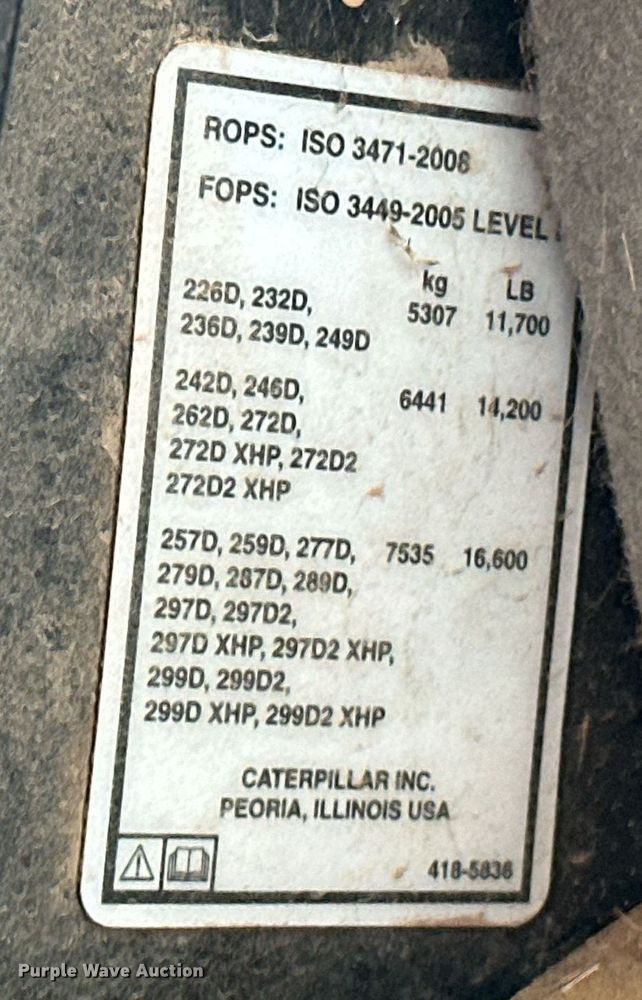 ROPS: ISO 3471-2008
FOPS: ISO 3449-2005 LEVEL
kg LB
226D, 232D, 5307 11,700
236D, 239D, 249D
242D, 246D, 6441 14,200
262D, 272D,
272D XHP, 272D2
272D2 XHP
257D, 259D, 277D, 7535 16,600
279D, 287D, 289D,
297D, 297D2,
297D XHP, 297D2 XHP,
299D, 299D2,
299D XHP, 299D2 XHP
CATERPILLAR INC.
PEORIA, ILLINOIS USA
418-5836
Purple Wave Auction